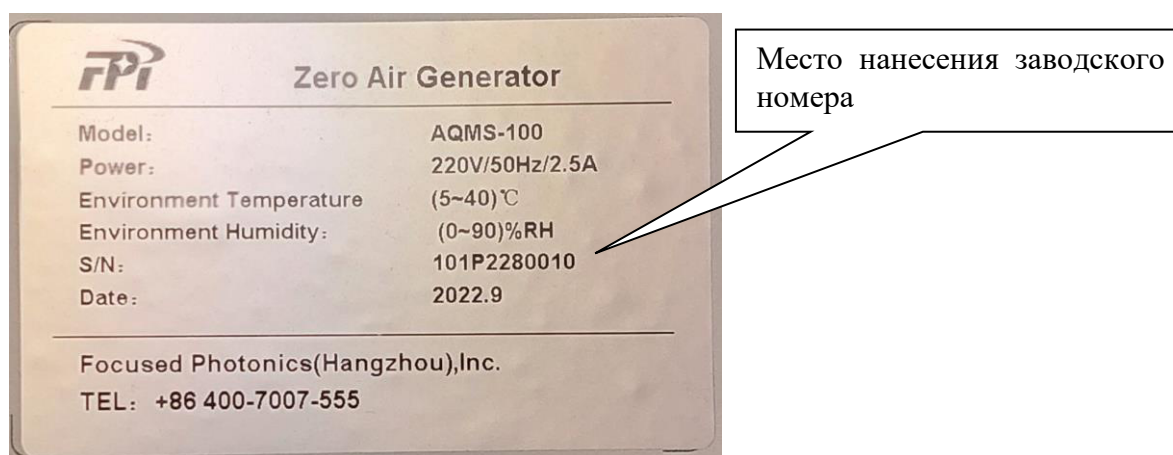 FPI
Zero Air Generator
Model: AQMS-100
Power: 220V/50Hz/2.5A
Environment Temperature (5~40)℃
Environment Humidity: (0~90)%RH
S/N: 101P2280010
Date: 2022.9
Focused Photonics(Hangzhou),Inc.
TEL: +86 400-7007-555
Место нанесения заводского
номера